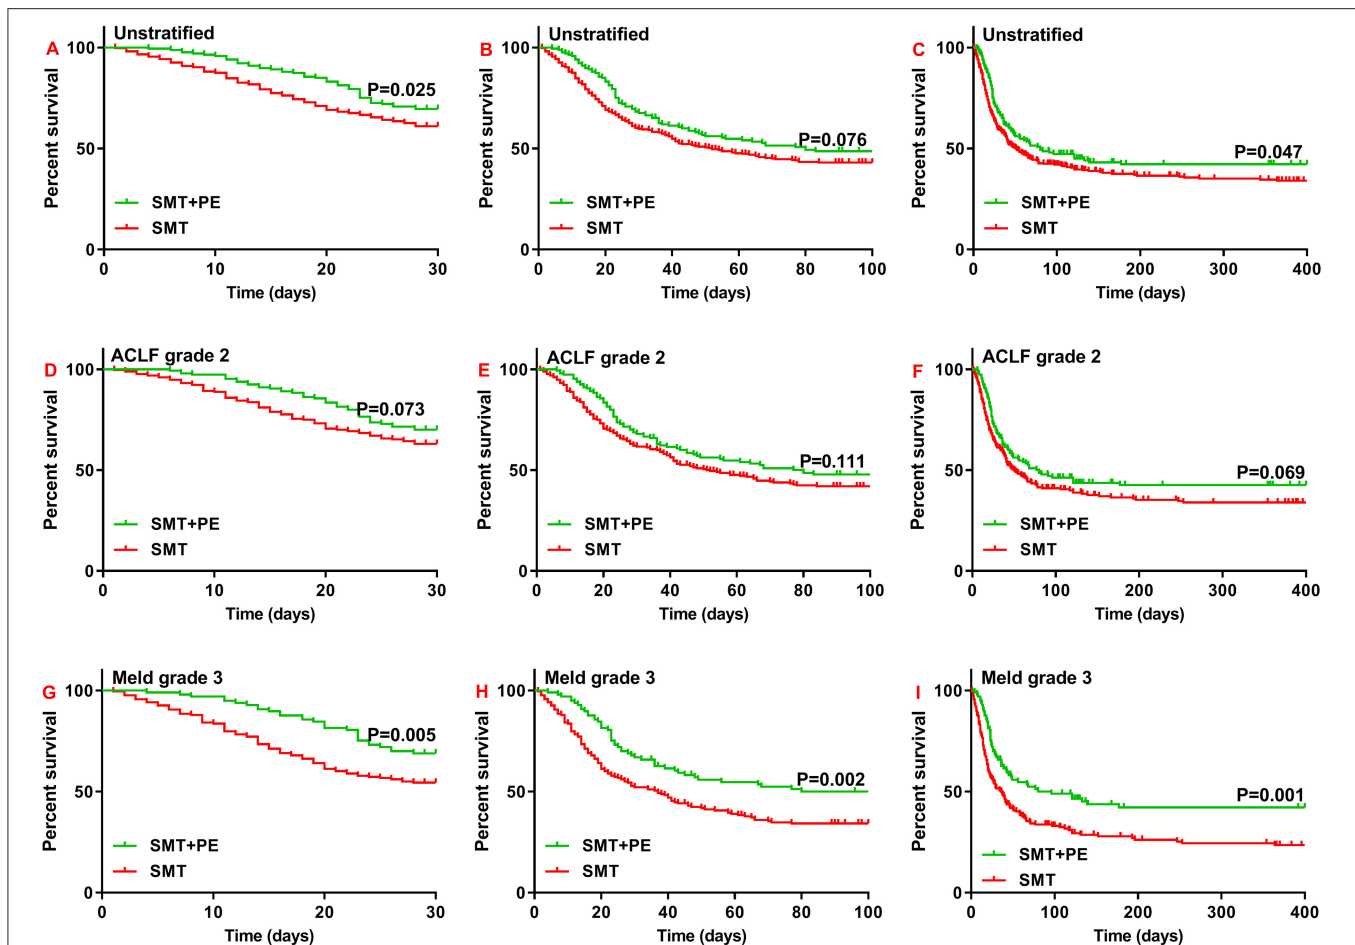 A
Unstratified
Percent survival
100
50
0
P=0.025
SMT+PE
SMT
0 10 20 30
Time (days)
B
Unstratified
Percent survival
100
50
0
P=0.076
SMT+PE
SMT
0 20 40 60 80 100
Time (days)
C
Unstratified
Percent survival
100
50
0
P=0.047
SMT+PE
SMT
0 100 200 300 400
Time (days)
D
ACLF grade 2
Percent survival
100
50
0
P=0.073
SMT+PE
SMT
0 10 20 30
Time (days)
E
ACLF grade 2
Percent survival
100
50
0
P=0.111
SMT+PE
SMT
0 20 40 60 80 100
Time (days)
F
ACLF grade 2
Percent survival
100
50
0
P=0.069
SMT+PE
SMT
0 100 200 300 400
Time (days)
G
Meld grade 3
Percent survival
100
50
0
P=0.005
SMT+PE
SMT
0 10 20 30
Time (days)
H
Meld grade 3
Percent survival
100
50
0
P=0.002
SMT+PE
SMT
0 20 40 60 80 100
Time (days)
I
Meld grade 3
Percent survival
100
50
0
P=0.001
SMT+PE
SMT
0 100 200 300 400
Time (days)